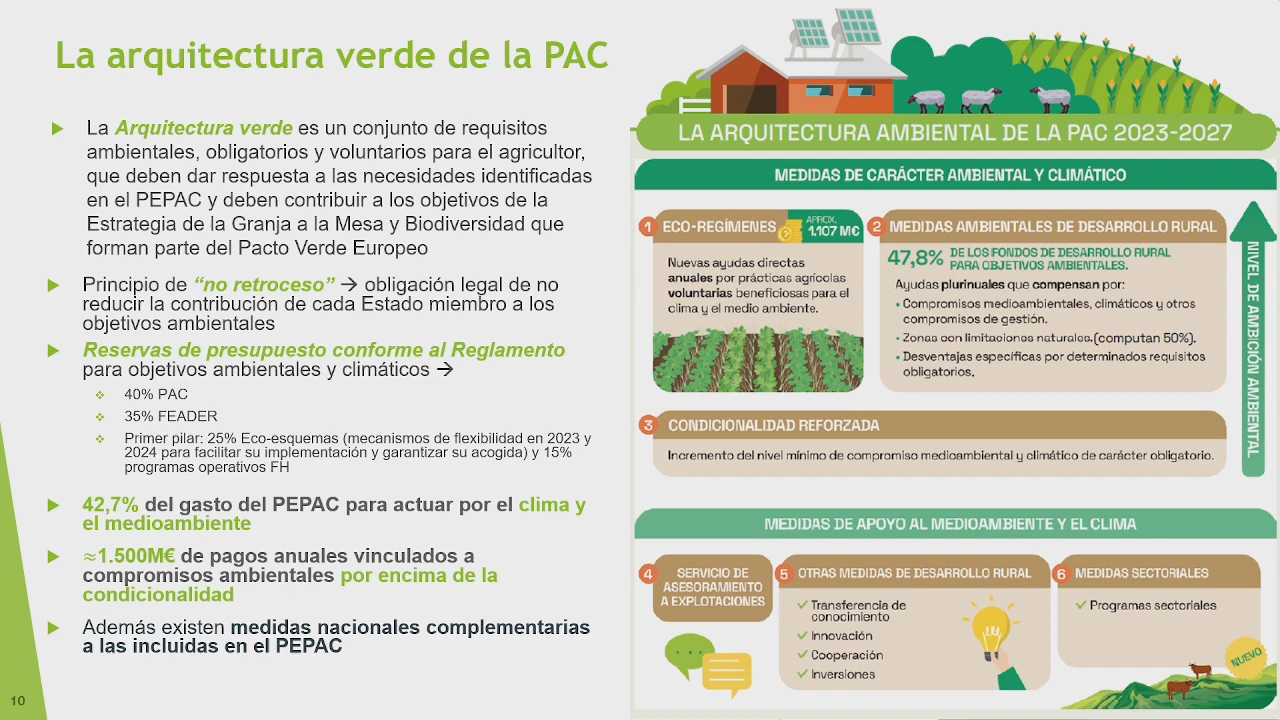 La arquitectura verde de la PAC
La Arquitectura verde es un conjunto de requisitos
ambientales, obligatorios y voluntarios para el agricultor,
que deben dar respuesta a las necesidades identificadas
en el PEPAC y deben contribuir a los objetivos de la
Estrategia de la Granja a la Mesa y Biodiversidad que
forman parte del Pacto Verde Europeo
Principio de “no retroceso” → obligación legal de no
reducir la contribución de cada Estado miembro a los
objetivos ambientales
Reservas de presupuesto conforme al Reglamento
para objetivos ambientales y climáticos →
40% PAC
35% FEADER
Primer pilar: 25% Eco-esquemas (mecanismos de flexibilidad en 2023 y
2024 para facilitar su implementación y garantizar su acogida) y 15%
programas operativos FH
42,7% del gasto del PEPAC para actuar por el clima y
el medioambiente
≈1.500M€ de pagos anuales vinculados a
compromisos ambientales por encima de la
condicionalidad
Además existen medidas nacionales complementarias
a las incluidas en el PEPAC
10
LA ARQUITECTURA AMBIENTAL DE LA PAC 2023-2027
MEDIDAS DE CARÁCTER AMBIENTAL Y CLIMÁTICO
1 ECO-REGÍMENES
APROX.
1.107 M€
Nuevas ayudas directas
anuales por prácticas agrícolas
voluntarias beneficiosas para el
clima y el medio ambiente.
2 MEDIDAS AMBIENTALES DE DESARROLLO RURAL
47,8% DE LOS FONDOS DE DESARROLLO RURAL
PARA OBJETIVOS AMBIENTALES.
Ayudas plurinuales que compensan por:
• Compromisos medioambientales, climáticos y otros
compromisos de gestión.
• Zonas con limitaciones naturales.(computan 50%).
• Desventajas específicas por determinados requisitos
obligatorios.
NIVEL DE AMBICIÓN AMBIENTAL
3 CONDICIONALIDAD REFORZADA
Incremento del nivel mínimo de compromiso medioambiental y climático de carácter obligatorio.
MEDIDAS DE APOYO AL MEDIOAMBIENTE Y EL CLIMA
4 SERVICIO DE
ASESORAMIENTO
A EXPLOTACIONES
5 OTRAS MEDIDAS DE DESARROLLO RURAL
✓ Transferencia de
conocimiento
✓ Innovación
✓ Cooperación
✓ Inversiones
6 MEDIDAS SECTORIALES
✓ Programas sectoriales
NUEVO